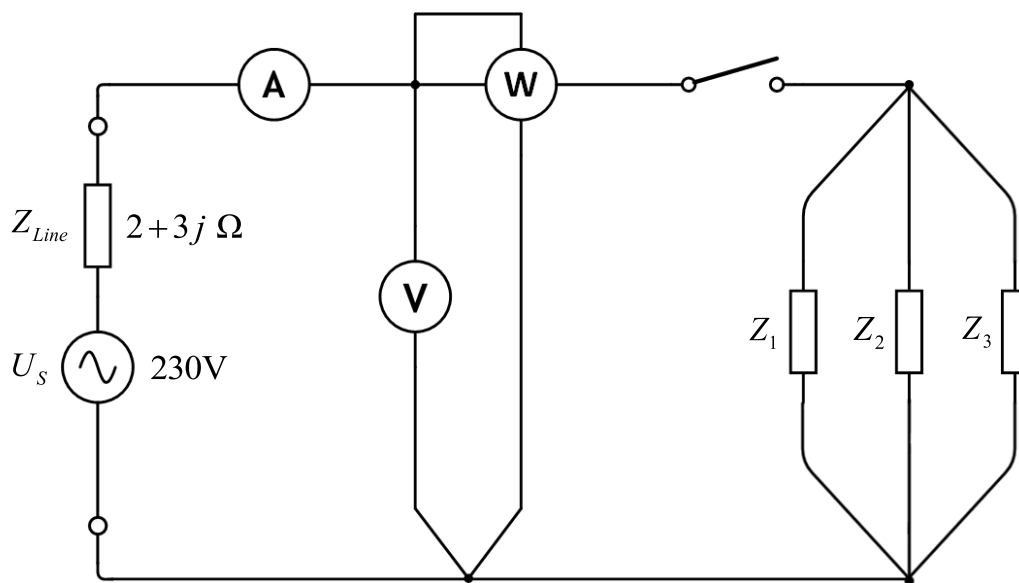 A
W
Z_Line 2+3j Ω
V
Z_1 Z_2 Z_3
U_S 230V